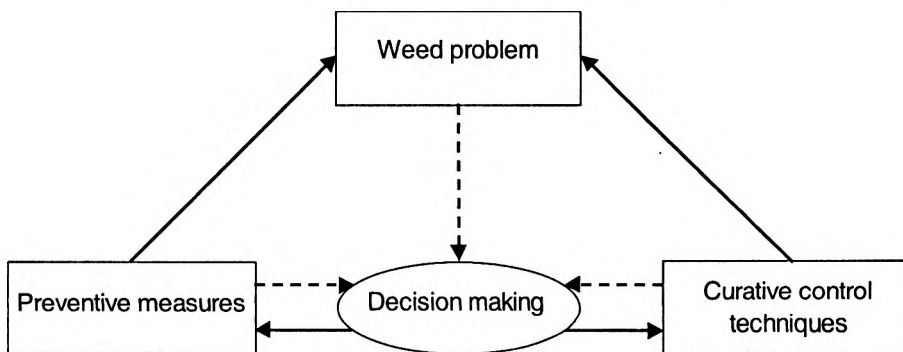 Weed problem
Preventive measures
Decision making
Curative control
techniques